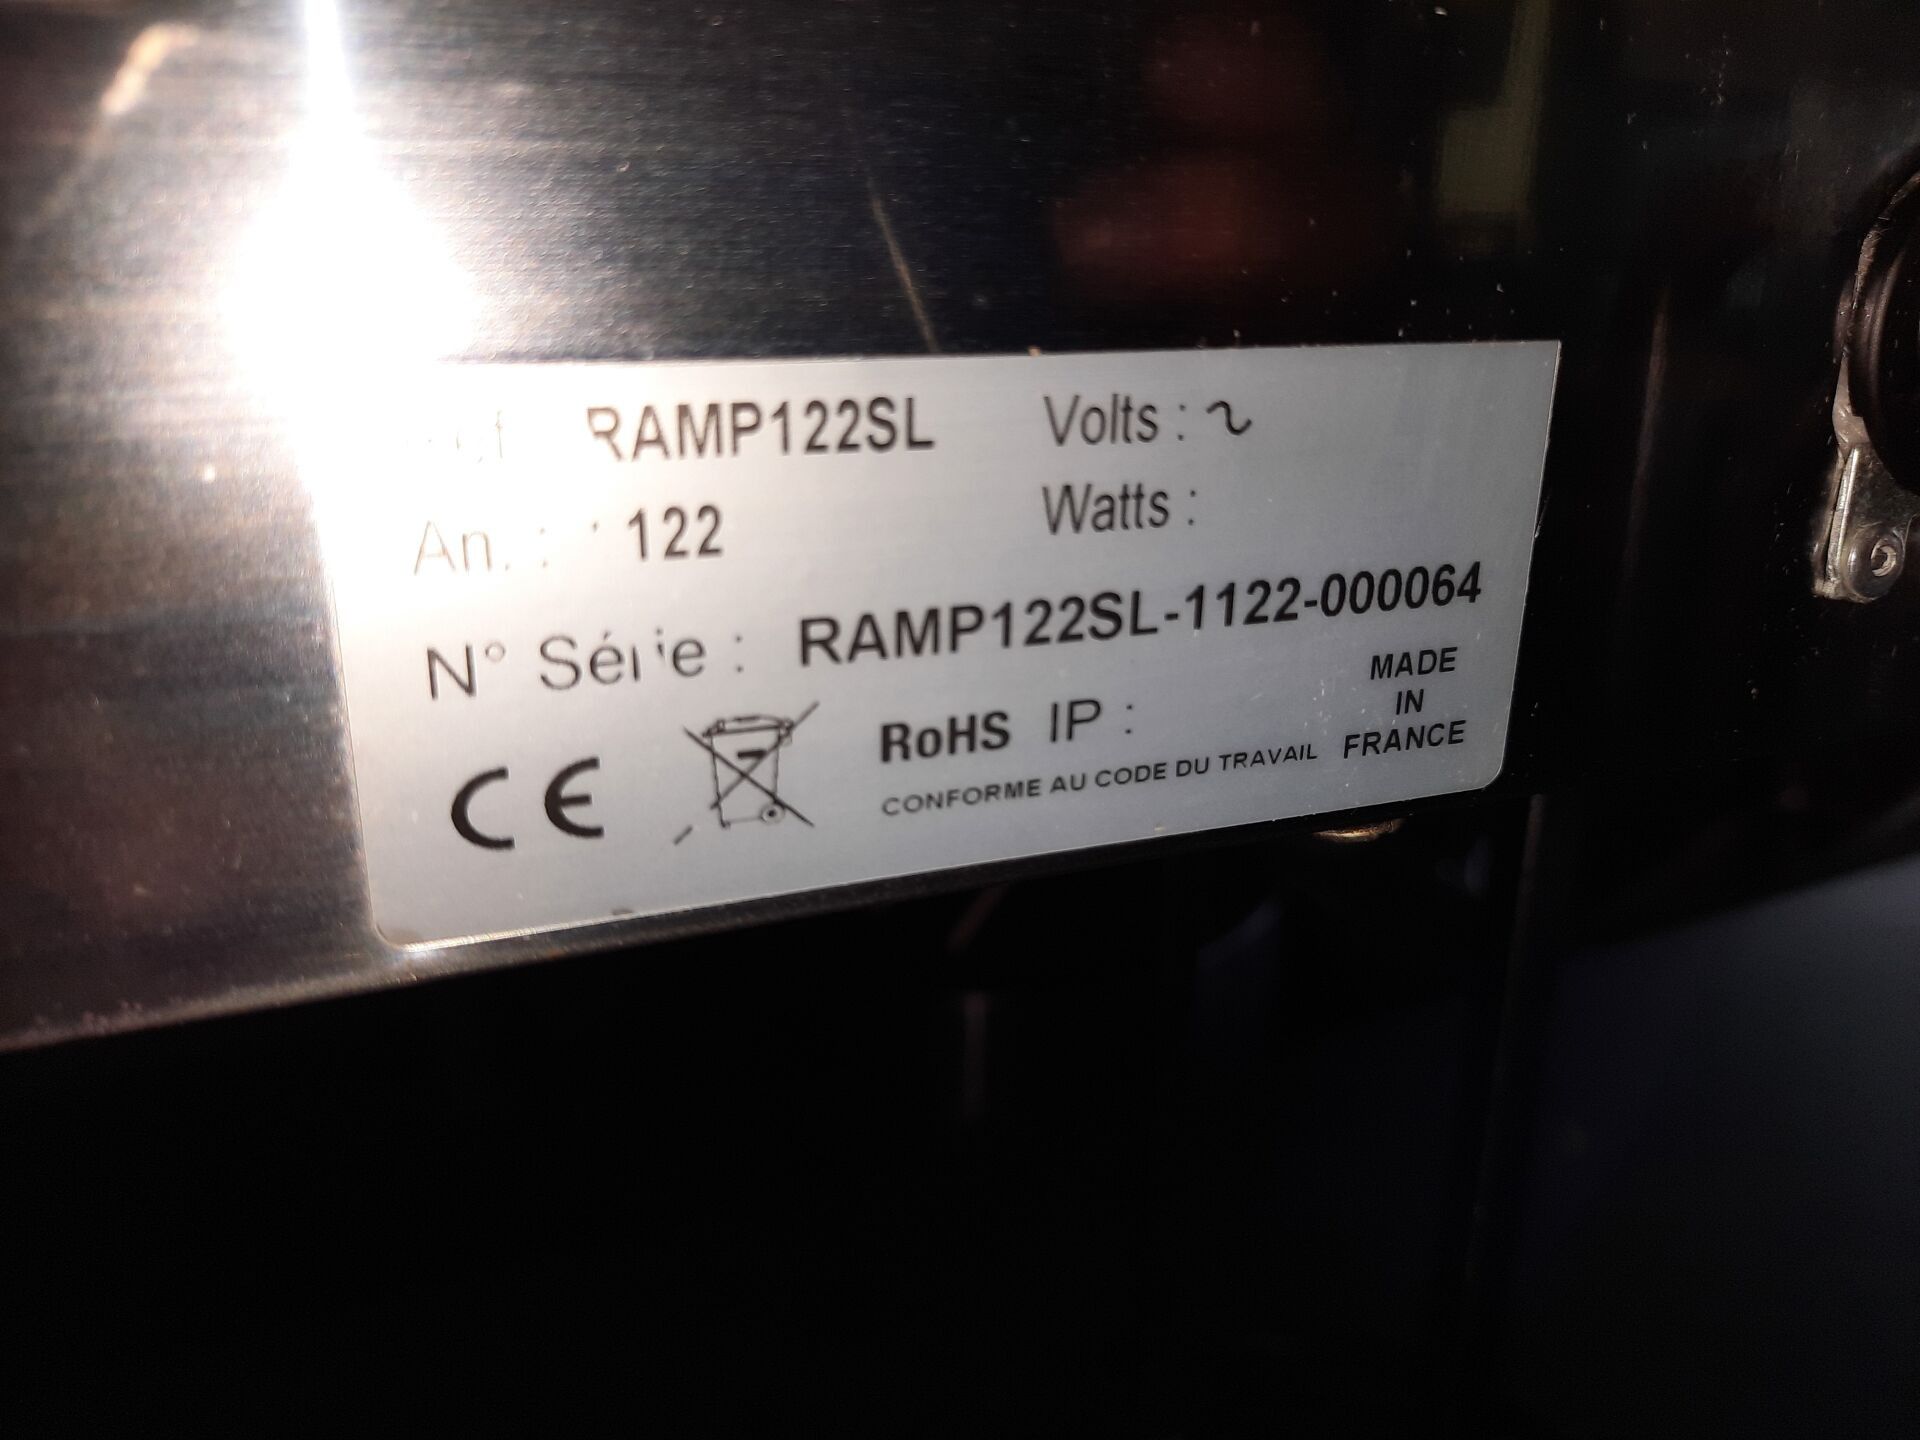 RAMP122SL Volts : ~
An. : 1122 Watts :
N° Série : RAMP122SL-1122-000064
CE RoHS IP :
CONFORME AU CODE DU TRAVAIL
MADE
IN
FRANCE